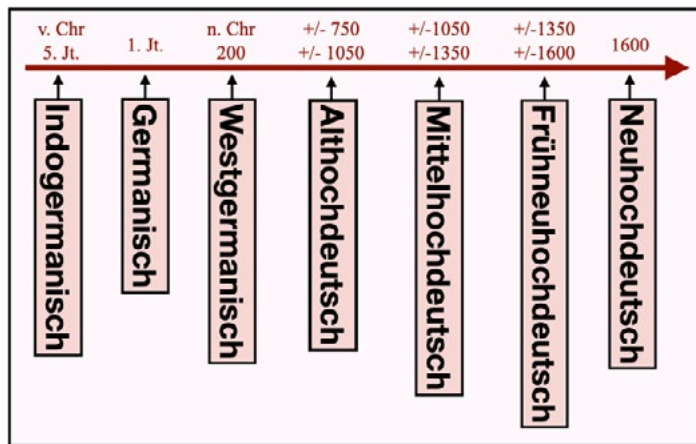 v. Chr
5. Jt.
1. Jt.
n. Chr
200
+/- 750
+/- 1050
+/-1050
+/-1350
+/-1350
+/-1600
1600
Indogermanisch
Germanisch
Westgermanisch
Althochdeutsch
Mittelhochdeutsch
Frühneuhochdeutsch
Neuhochdeutsch